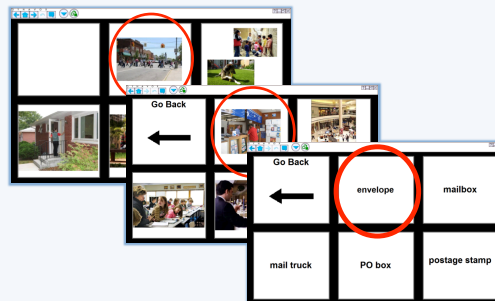 Go Back
Go Back
envelope
mailbox
mail truck
PO box
postage stamp